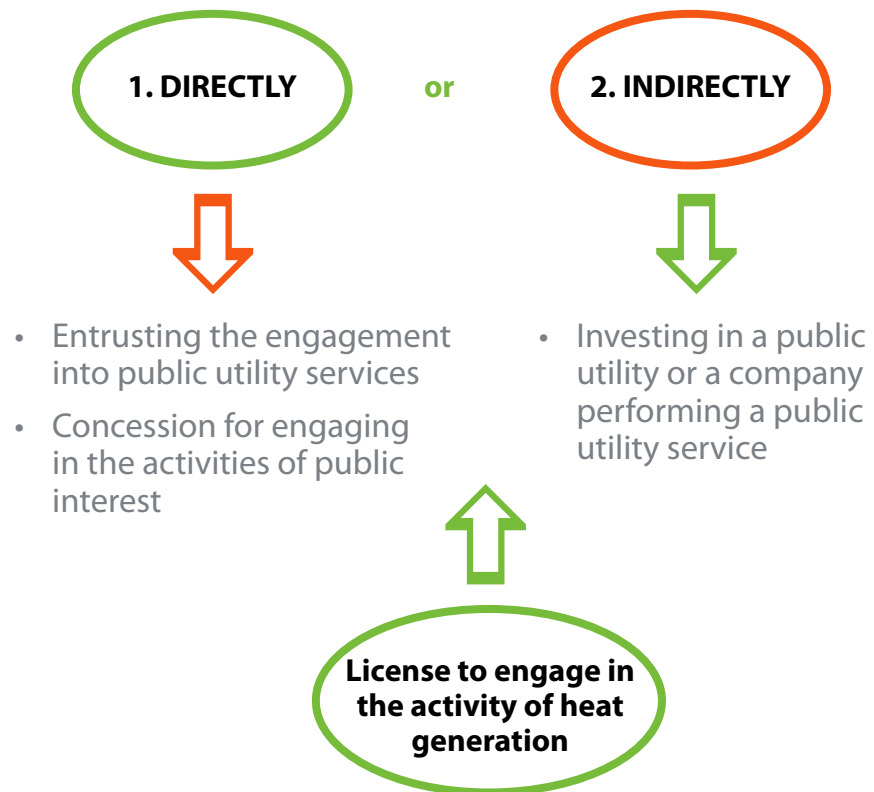 1. DIRECTLY
or
2. INDIRECTLY
• Entrusting the engagement
into public utility services
• Concession for engaging
in the activities of public
interest
• Investing in a public
utility or a company
performing a public
utility service
License to engage in
the activity of heat
generation